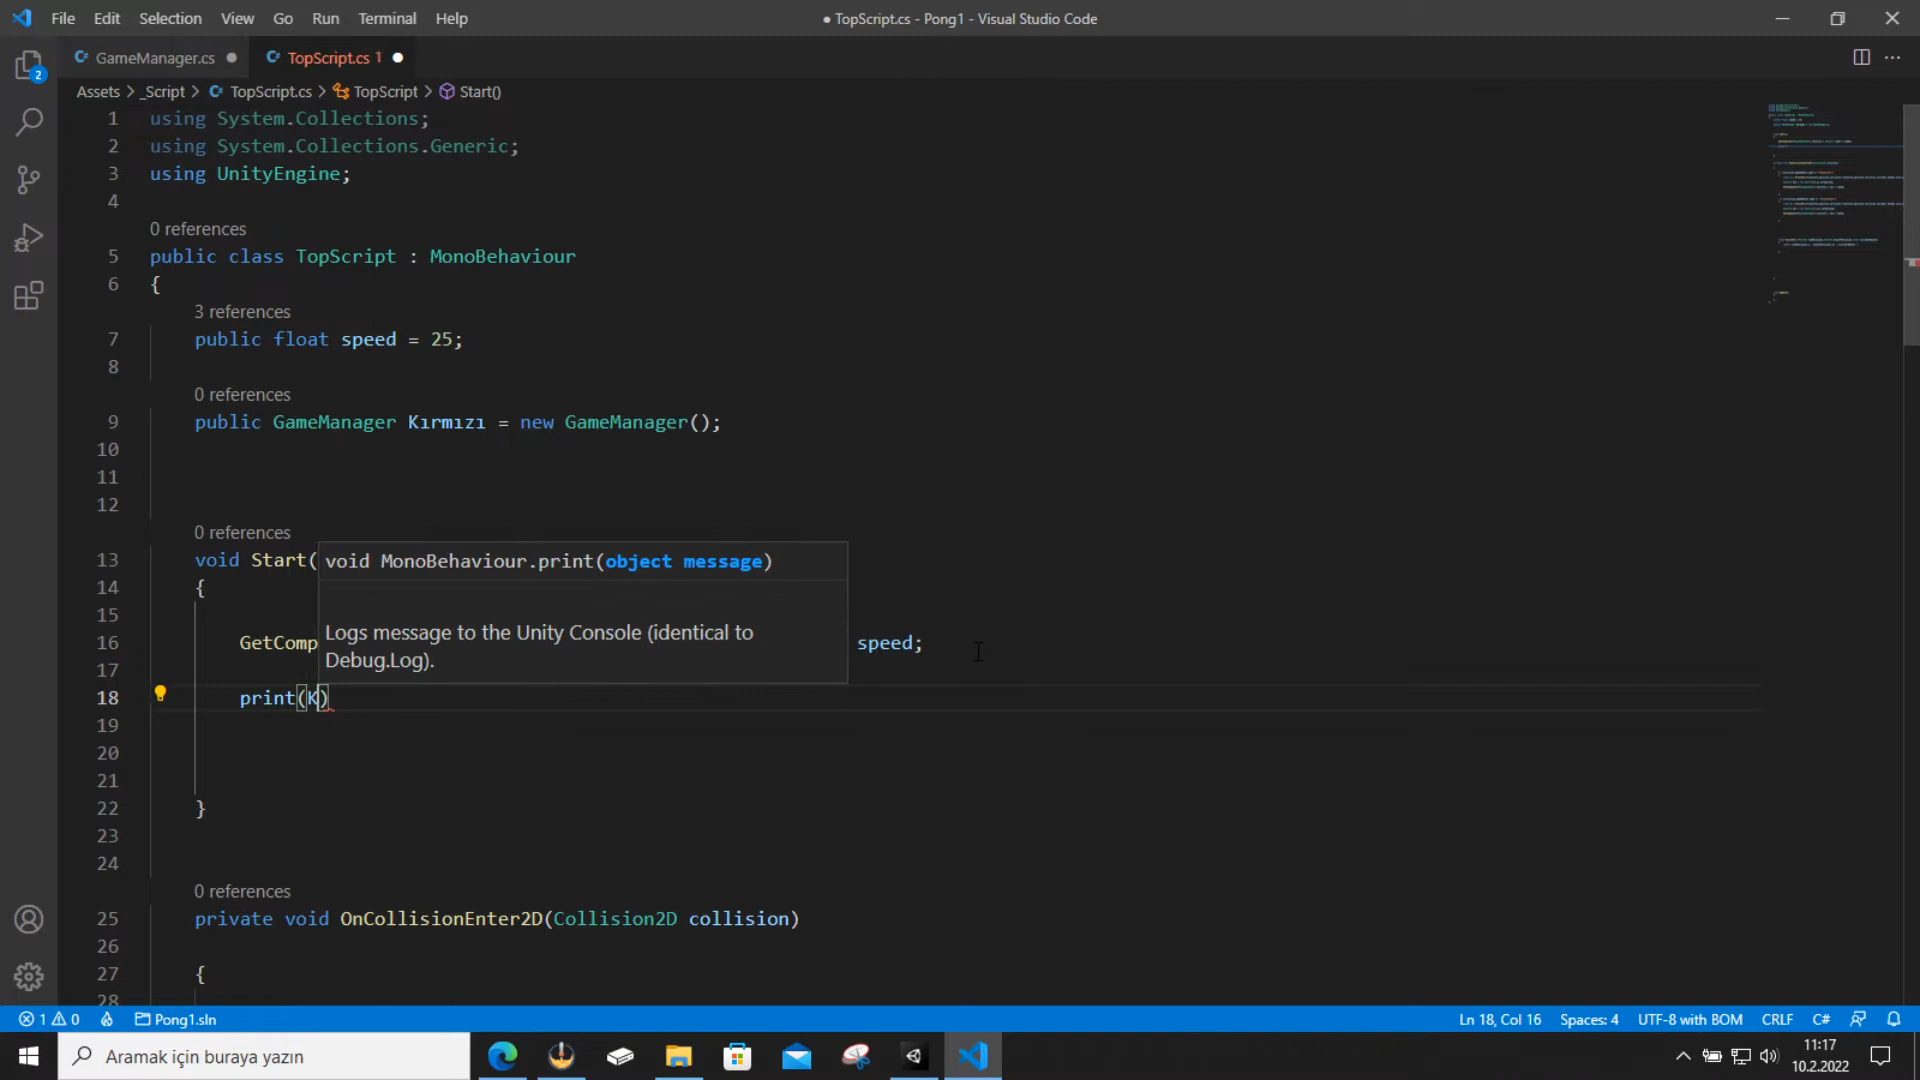 File Edit Selection View Go Run Terminal Help
● TopScript.cs - Pong1 - Visual Studio Code
GameManager.cs ●
TopScript.cs 1 ●
Assets > _Script > TopScript.cs > TopScript > Start()
1 using System.Collections;
2 using System.Collections.Generic;
3 using UnityEngine;
4
0 references
5 public class TopScript : MonoBehaviour
6 {
3 references
7 public float speed = 25;
8
0 references
9 public GameManager Kırmızı = new GameManager();
10
11
12
0 references
13 void Start(
void MonoBehaviour.print(object message)
14 {
15
Logs message to the Unity Console (identical to
Debug.Log).
16 GetComp speed;
17
18 print(K)
19
20
21
22 }
23
24
0 references
25 private void OnCollisionEnter2D(Collision2D collision)
26
27 {
28
2
1 0 Pong1.sln
Ln 18, Col 16 Spaces: 4 UTF-8 with BOM CRLF C#
Aramak için buraya yazın
11:17
10.2.2022